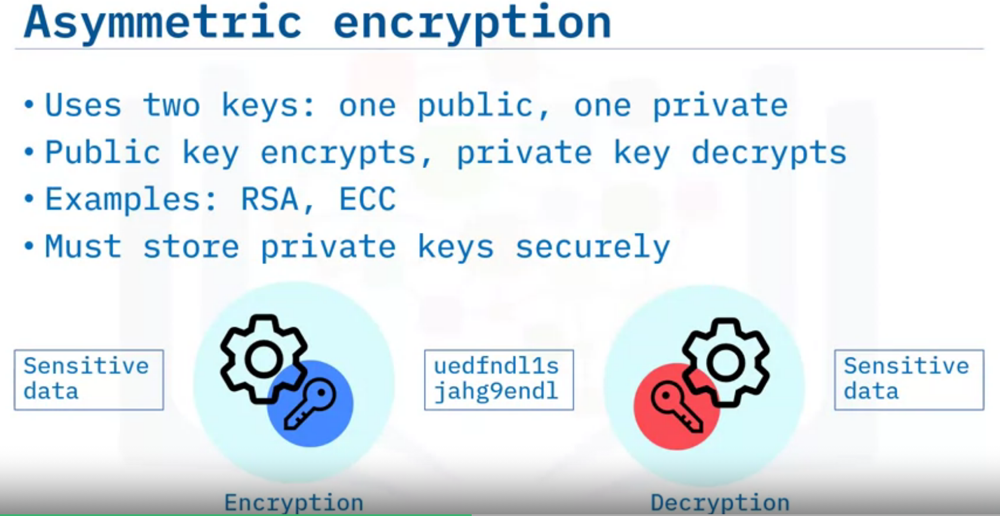 Asymmetric encryption
• Uses two keys: one public, one private
• Public key encrypts, private key decrypts
• Examples: RSA, ECC
• Must store private keys securely
Sensitive
data
uedfndl1s
jahg9endl
Sensitive
data
Encryption
Decryption